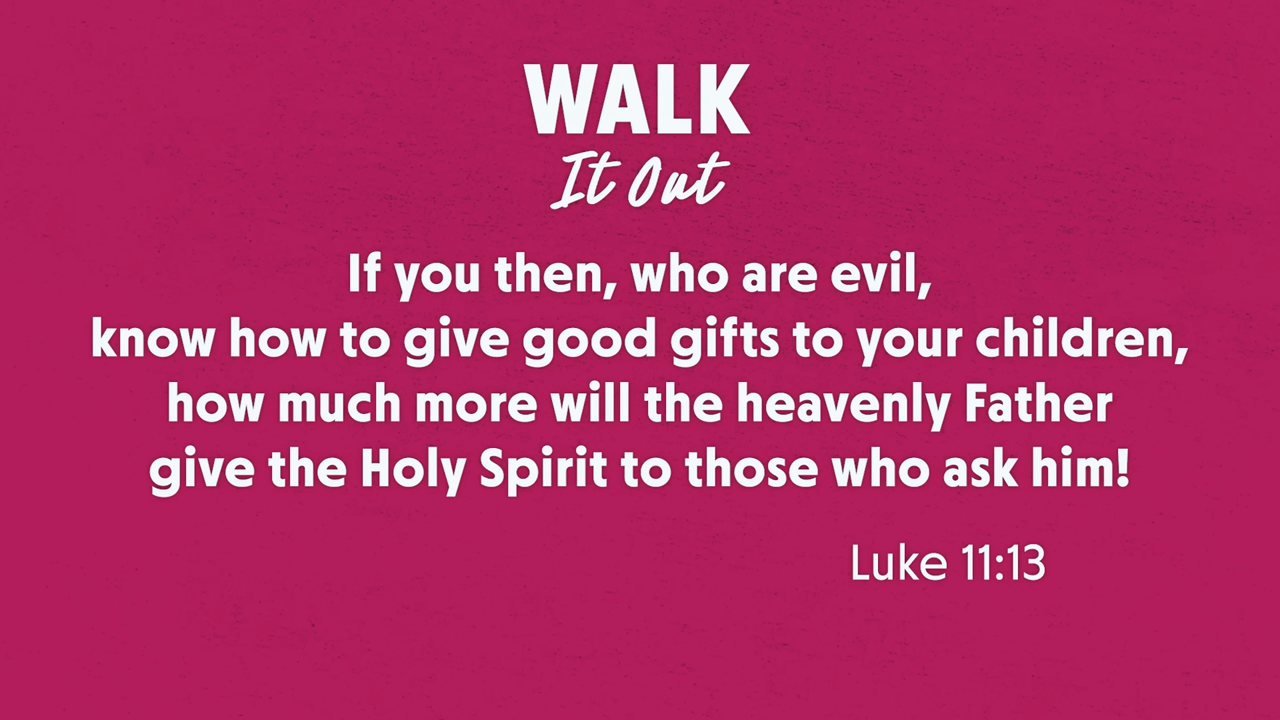 WALK
It Out
If you then, who are evil,
know how to give good gifts to your children,
how much more will the heavenly Father
give the Holy Spirit to those who ask him!
Luke 11:13